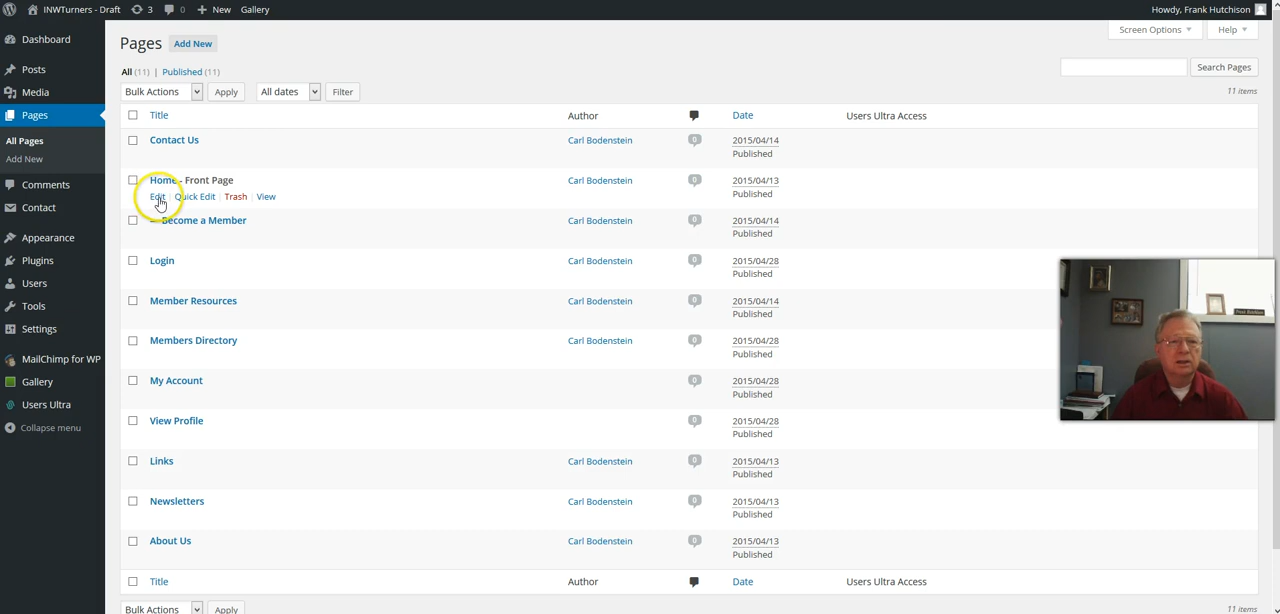 INWTurners - Draft 3 0 New Gallery Howdy, Frank Hutchison
Dashboard
Posts
Media
Pages
All Pages
Add New
Comments
Contact
Appearance
Plugins
Users
Tools
Settings
MailChimp for WP
Gallery
Users Ultra
Collapse menu
Screen Options Help
Pages Add New
All (11) | Published (11)
Search Pages
Bulk Actions Apply All dates Filter 11 items
Title Author Date Users Ultra Access
Contact Us Carl Bodenstein 0 2015/04/14
Published
Home - Front Page Carl Bodenstein 0 2015/04/13
Edit | Quick Edit | Trash | View Published
— Become a Member Carl Bodenstein 0 2015/04/14
Published
Login Carl Bodenstein 0 2015/04/28
Published
Member Resources Carl Bodenstein 0 2015/04/14
Published
Members Directory Carl Bodenstein 0 2015/04/28
Published
My Account Carl Bodenstein 0 2015/04/28
Published
View Profile Carl Bodenstein 0 2015/04/28
Published
Links Carl Bodenstein 0 2015/04/13
Published
Newsletters Carl Bodenstein 0 2015/04/13
Published
About Us Carl Bodenstein 0 2015/04/13
Published
Title Author Date Users Ultra Access
Bulk Actions Apply 11 items